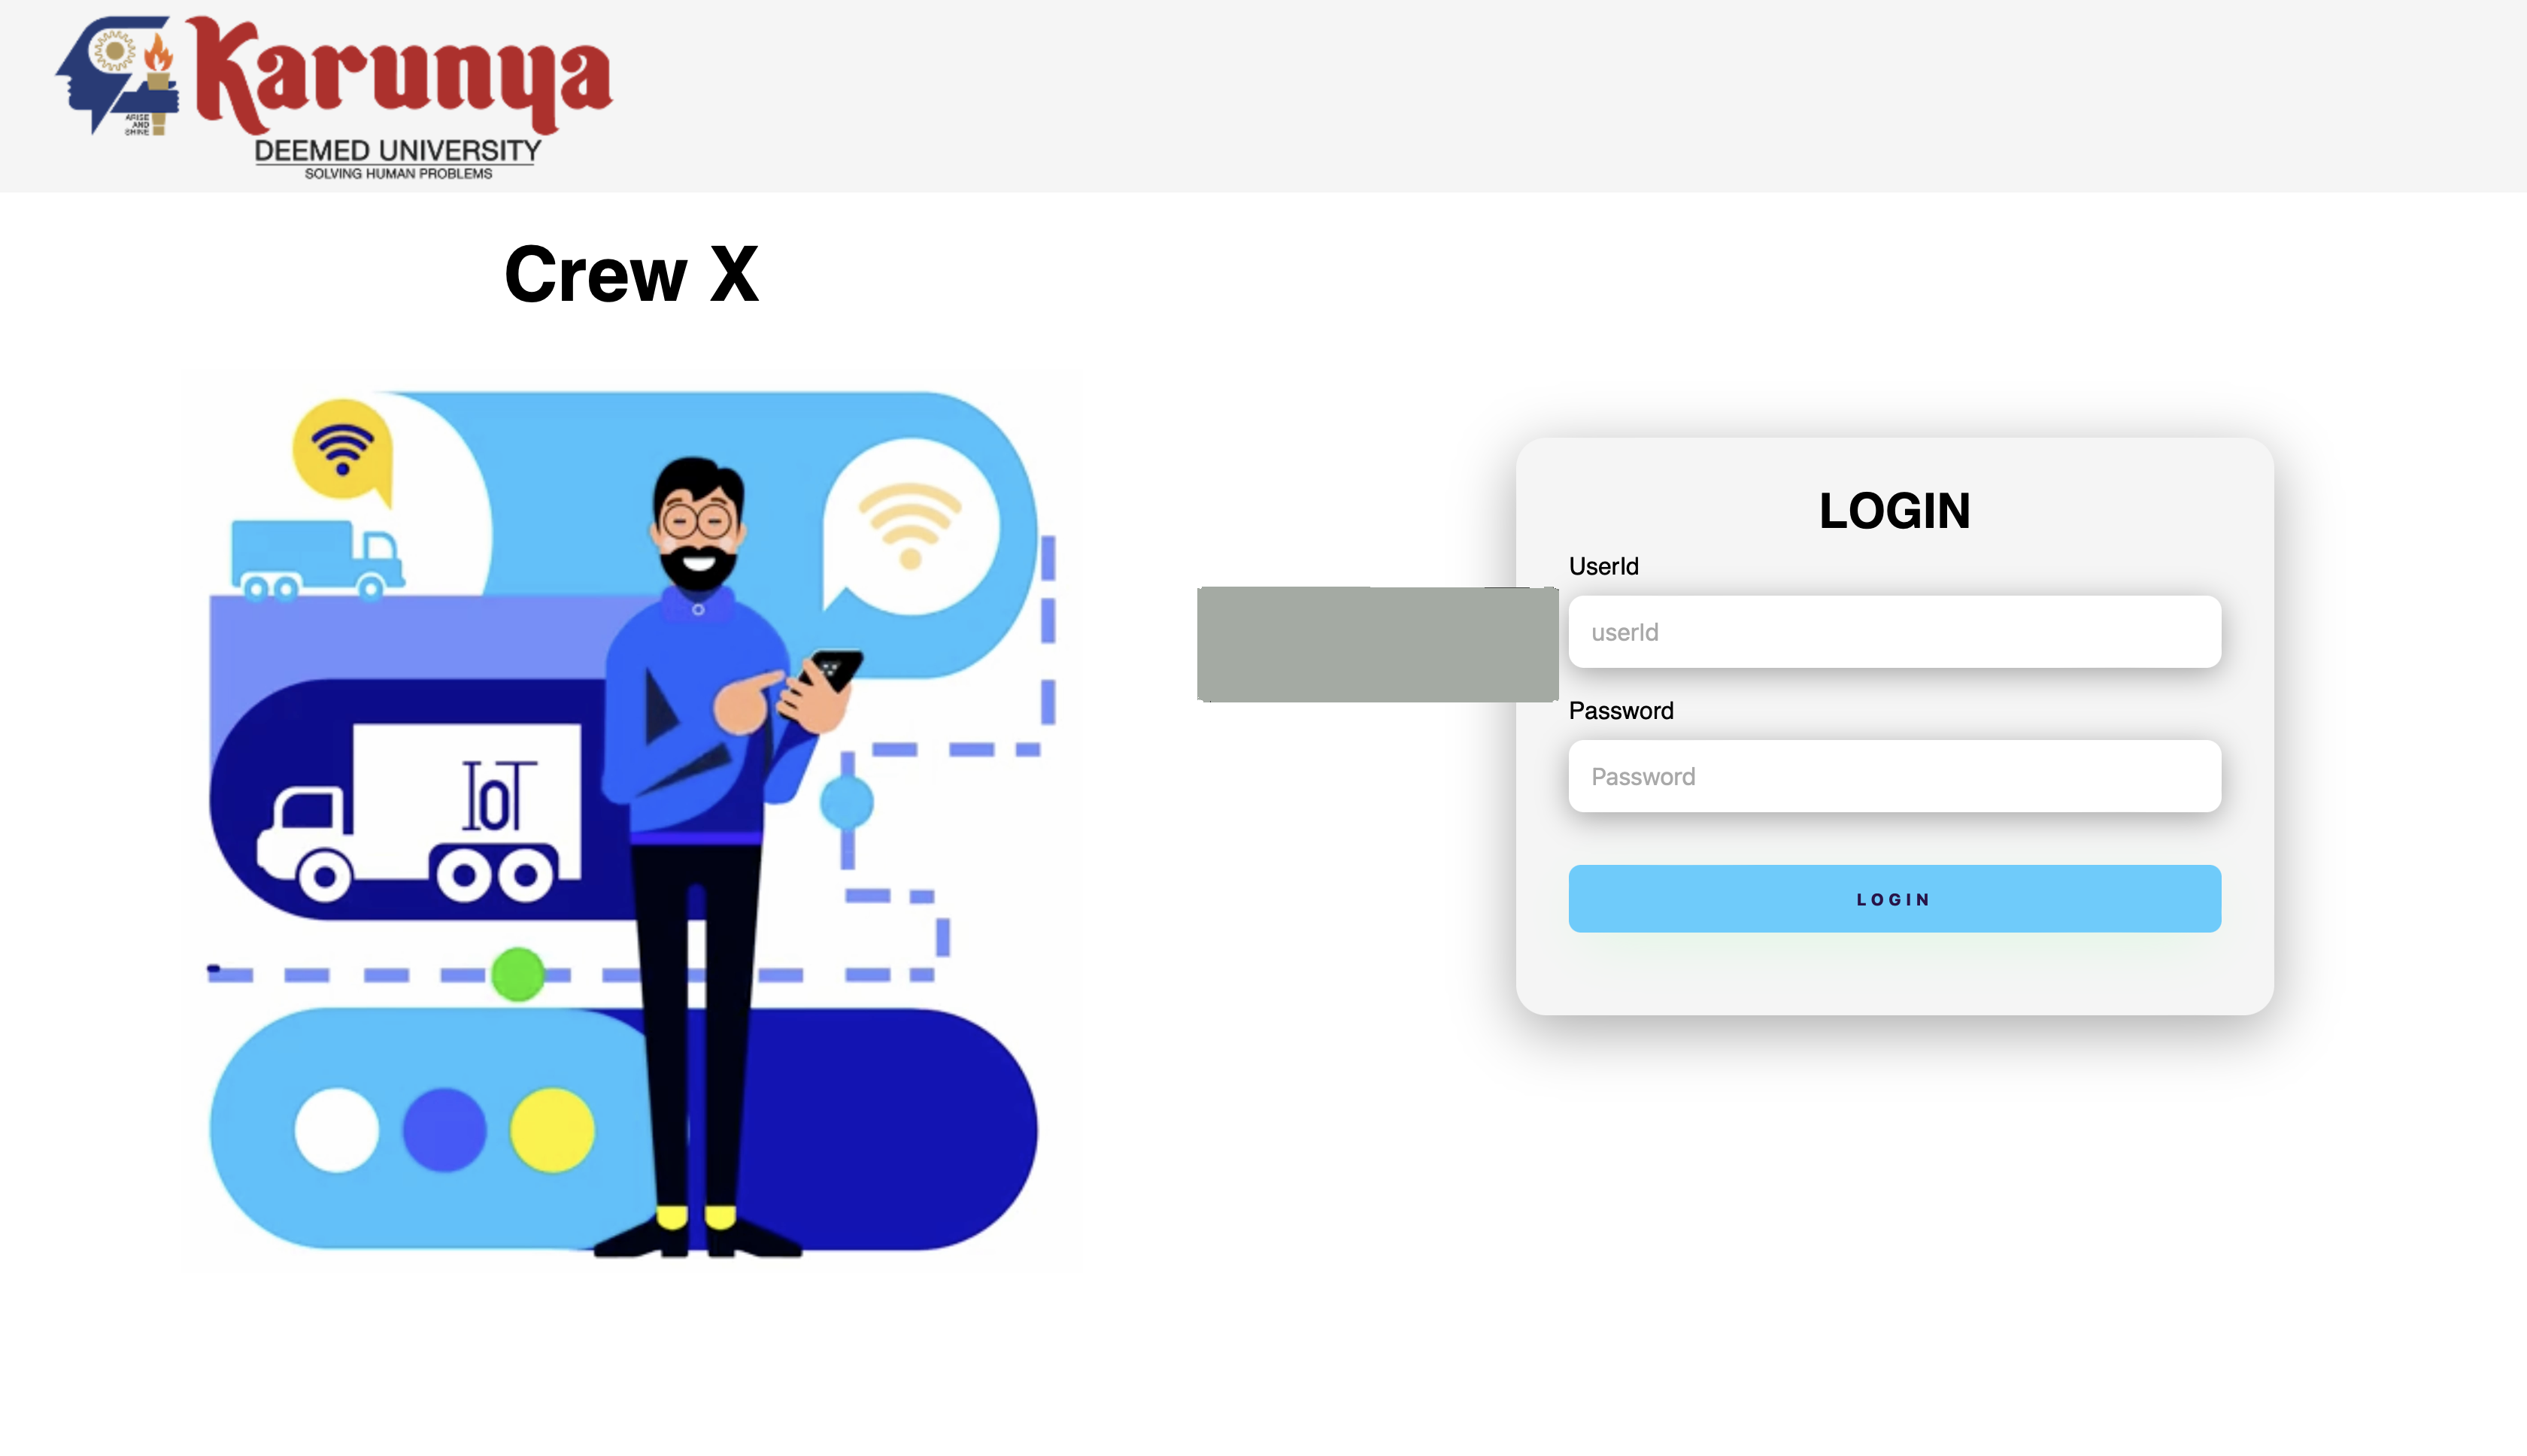 Karunya
ARISE
AND
SHINE
DEEMED UNIVERSITY
SOLVING HUMAN PROBLEMS
Crew X
IoT
LOGIN
UserId
userId
Password
Password
LOGIN